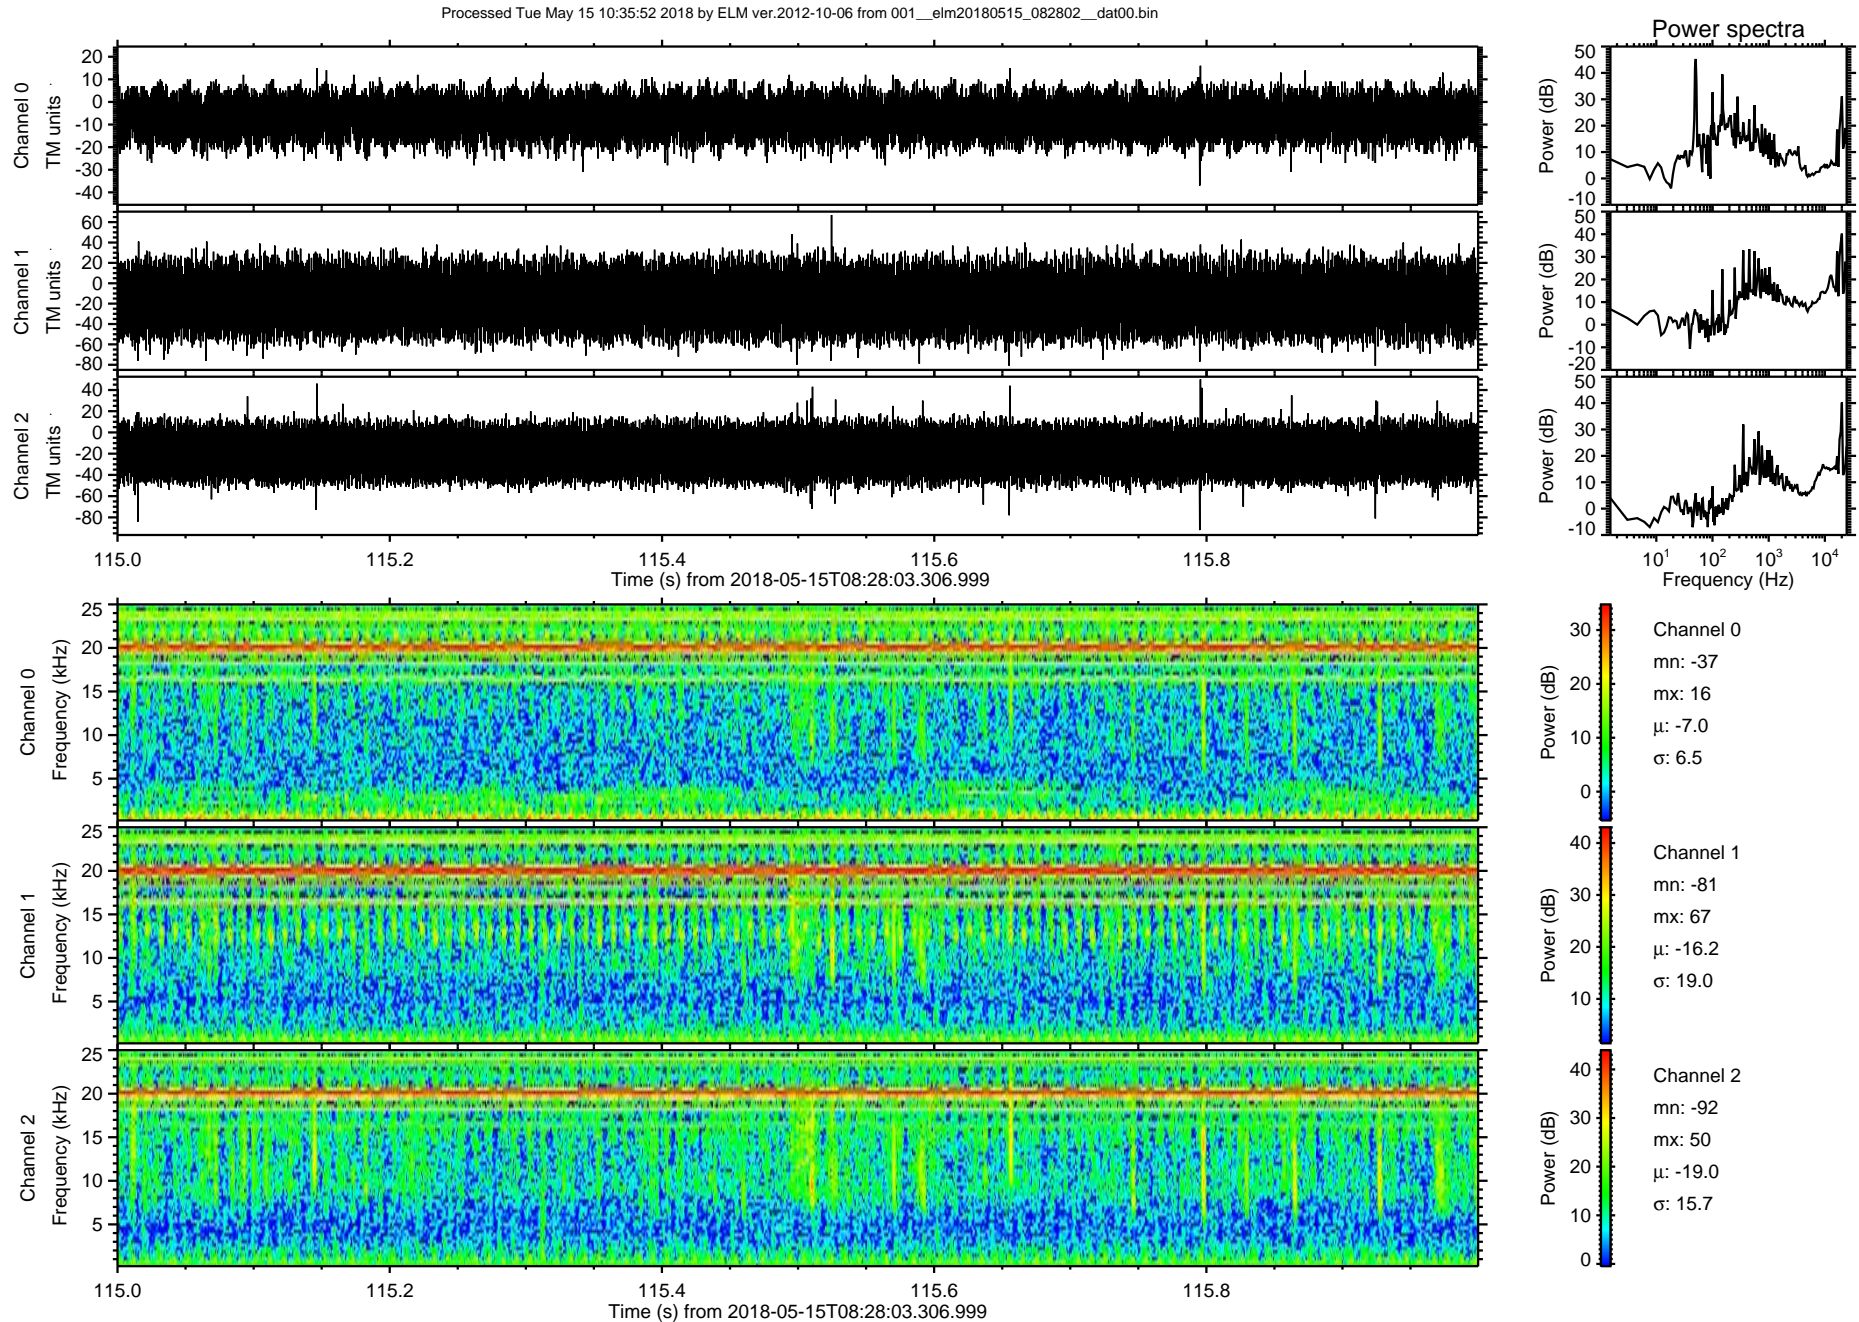 Processed Tue May 15 10:35:52 2018 by ELM ver.2012-10-06 from 001__elm20180515_082802__dat00.bin
Power spectra
Channel 0
TM units
20
10
0
-10
-20
-30
-40
Power (dB)
50
40
30
20
10
0
-10
Channel 1
TM units
60
40
20
0
-20
-40
-60
-80
Power (dB)
50
40
30
20
10
0
-10
-20
Channel 2
TM units
40
20
0
-20
-40
-60
-80
Power (dB)
50
40
30
20
10
0
-10
115.0 115.2 115.4 115.6 115.8
Time (s) from 2018-05-15T08:28:03.306.999
10¹ 10² 10³ 10⁴
Frequency (Hz)
Channel 0
Frequency (kHz)
25
20
15
10
5
Power (dB)
30
20
10
0
Channel 0
mn: -37
mx: 16
μ: -7.0
σ: 6.5
Channel 1
Frequency (kHz)
25
20
15
10
5
Power (dB)
40
30
20
10
Channel 1
mn: -81
mx: 67
μ: -16.2
σ: 19.0
Channel 2
Frequency (kHz)
25
20
15
10
5
Power (dB)
40
30
20
10
0
Channel 2
mn: -92
mx: 50
μ: -19.0
σ: 15.7
115.0 115.2 115.4 115.6 115.8
Time (s) from 2018-05-15T08:28:03.306.999